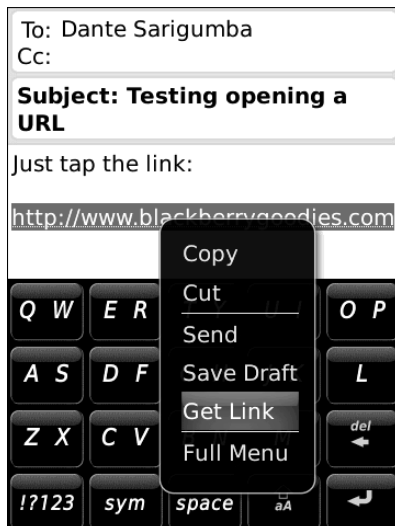 To: Dante Sarigumba
Cc:
Subject: Testing opening a
URL
Just tap the link:
http://www.blackberrygoodies.com
Copy
Cut
Send
Save Draft
Get Link
Full Menu
Q W E R T Y U I O P
A S D F L
Z X C V B N M del
!?123 sym space aA